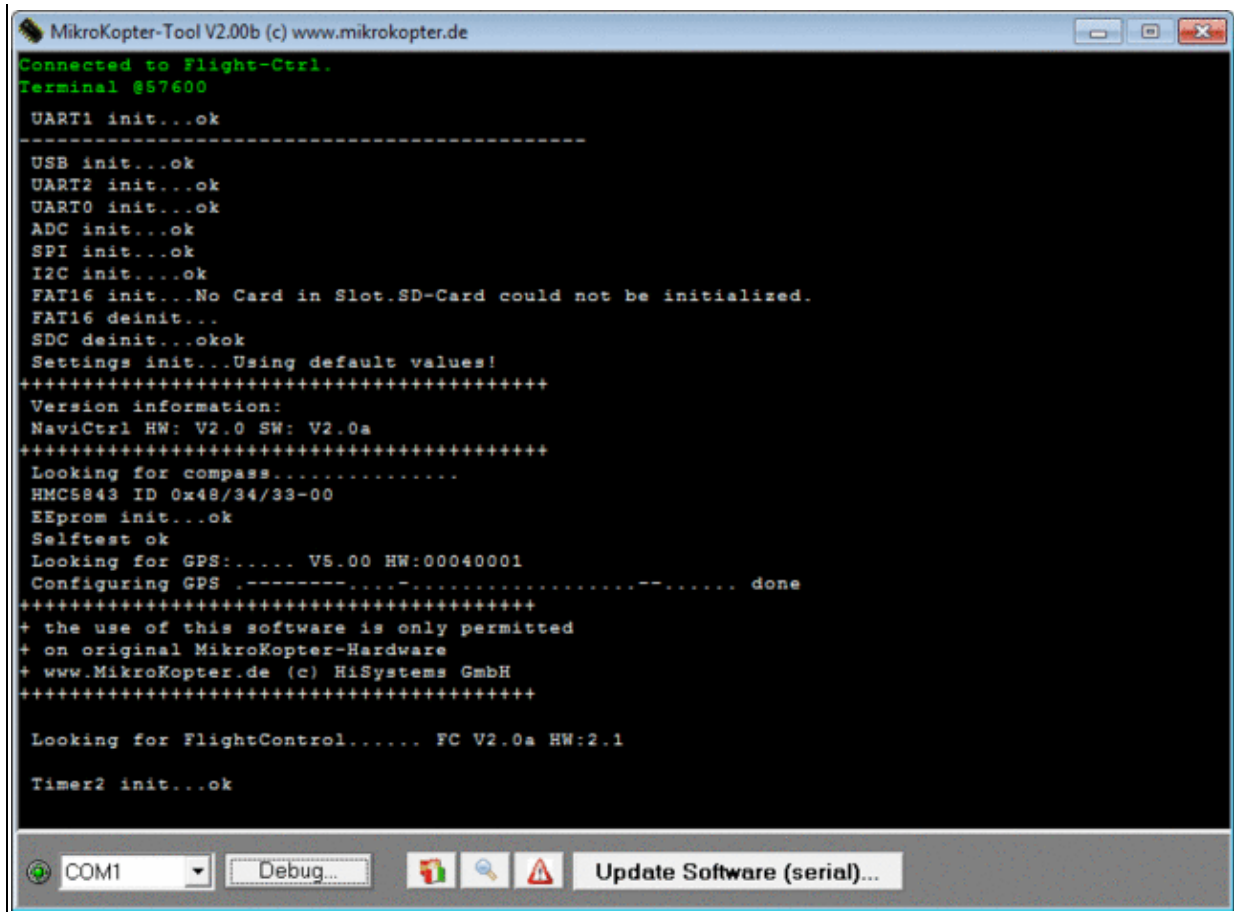 MikroKopter-Tool V2.00b (c) www.mikrokopter.de
Connected to Flight-Ctrl.
Terminal @57600
UART1 init...ok
---------------------------------------------
USB init...ok
UART2 init...ok
UART0 init...ok
ADC init...ok
SPI init...ok
I2C init....ok
FAT16 init...No Card in Slot.SD-Card could not be initialized.
FAT16 deinit...
SDC deinit...okok
Settings init...Using default values!
++++++++++++++++++++++++++++++++++++++++++
Version information:
NaviCtrl HW: V2.0 SW: V2.0a
++++++++++++++++++++++++++++++++++++++++++
Looking for compass...............
HMC5843 ID 0x48/34/33-00
EEprom init...ok
Selftest ok
Looking for GPS:..... V5.00 HW:00040001
Configuring GPS .--------....-..................--...... done
+++++++++++++++++++++++++++++++++++++++++
+ the use of this software is only permitted
+ on original MikroKopter-Hardware
+ www.MikroKopter.de (c) HiSystems GmbH
+++++++++++++++++++++++++++++++++++++++++
Looking for FlightControl...... FC V2.0a HW:2.1
Timer2 init...ok
COM1 Debug... Update Software (serial)...